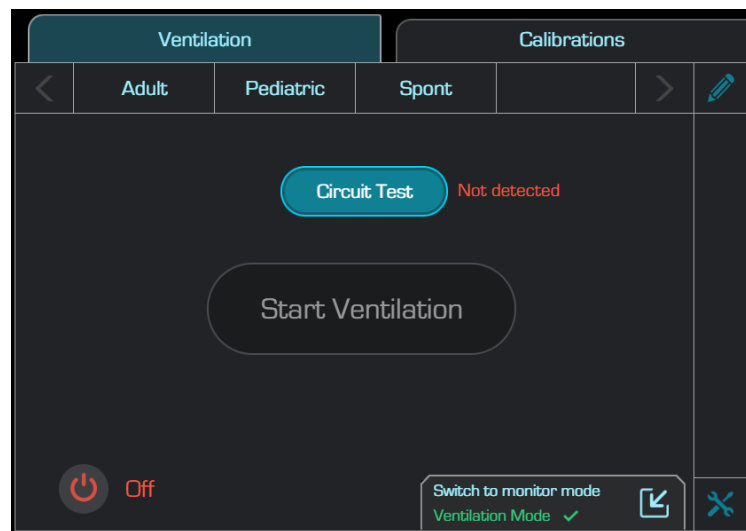 Ventilation
Calibrations
Adult
Pediatric
Spont
Circuit Test
Not detected
Start Ventilation
Off
Switch to monitor mode
Ventilation Mode